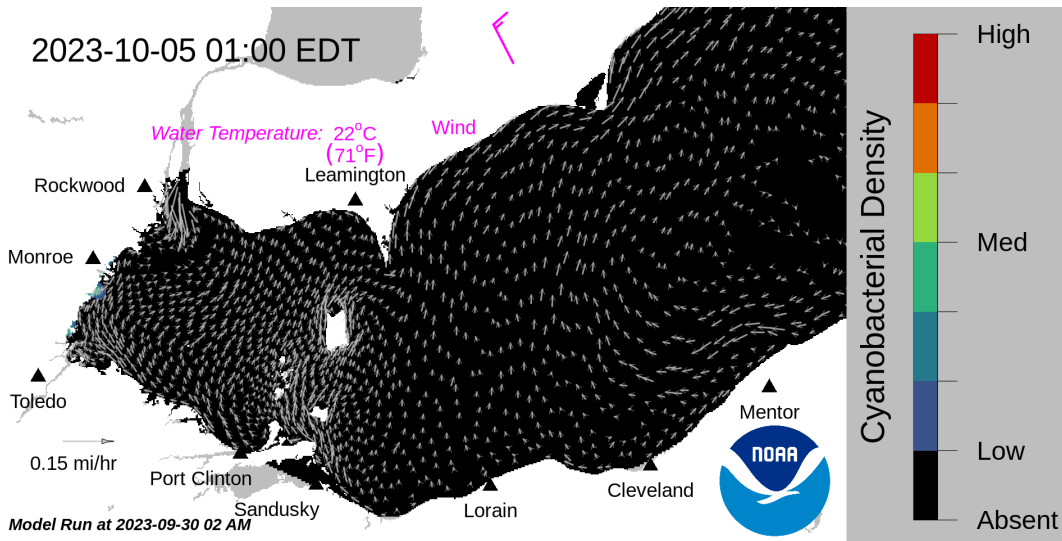 2023-10-05 01:00 EDT
Water Temperature: 22°C
(71°F)
Wind
Leamington
Rockwood
Monroe
Toledo
0.15 mi/hr
Port Clinton
Sandusky
Lorain
Cleveland
Mentor
NOAA
Model Run at 2023-09-30 02 AM
Cyanobacterial Density
High
Med
Low
Absent